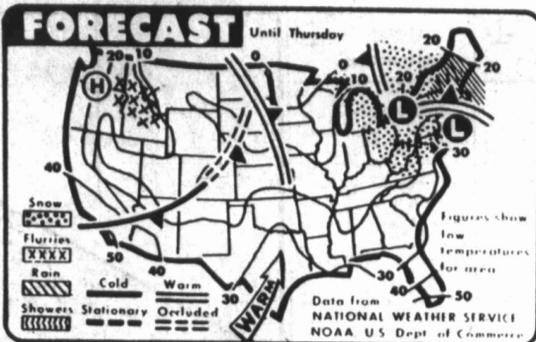 FORECAST
Until Thursday
20 10
0
0
10
20
20
20
H
L
L
30
40
50
40
30
30
40
50
Snow
Flurries
XXXX
Rain
Showers
Cold
Warm
Stationary
Occluded
WARM
Figures show
low
temperatures
for area
Data from
NATIONAL WEATHER SERVICE
NOAA U S Dept. of Commerce